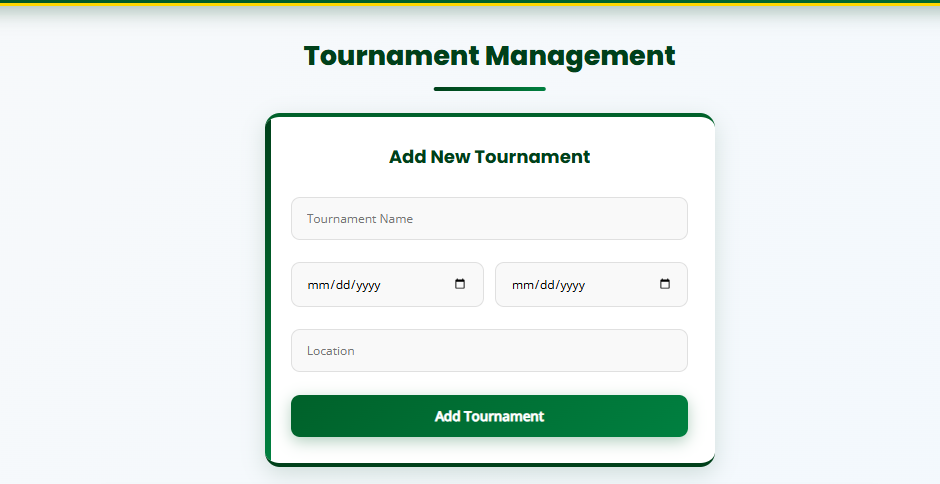 Tournament Management
Add New Tournament
Tournament Name
mm/dd/yyyy mm/dd/yyyy
Location
Add Tournament